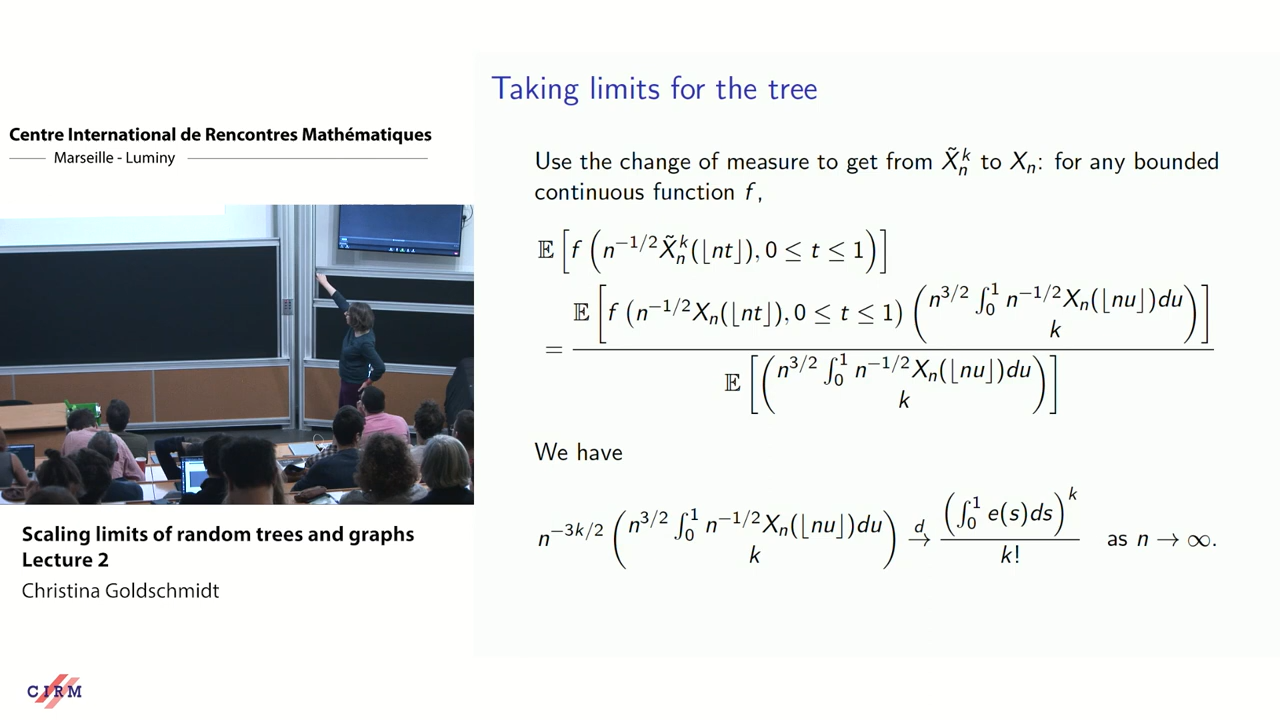 Centre International de Rencontres Mathématiques
Marseille - Luminy
Scaling limits of random trees and graphs
Lecture 2
Christina Goldschmidt
CIRM
Taking limits for the tree
Use the change of measure to get from X̃ₙᵏ to Xₙ: for any bounded
continuous function f,
𝔼[f(n^{-1/2}X̃ₙᵏ(⌊nt⌋), 0 ≤ t ≤ 1)]
= 𝔼[f(n^{-1/2}Xₙ(⌊nt⌋), 0 ≤ t ≤ 1) (n^{3/2} ∫₀¹ n^{-1/2}Xₙ(⌊nu⌋)du
k)]
𝔼[(n^{3/2} ∫₀¹ n^{-1/2}Xₙ(⌊nu⌋)du
k)]
We have
n^{-3k/2} (n^{3/2} ∫₀¹ n^{-1/2}Xₙ(⌊nu⌋)du
k) →ᵈ (∫₀¹ e(s)ds)ᵏ / k! as n → ∞.